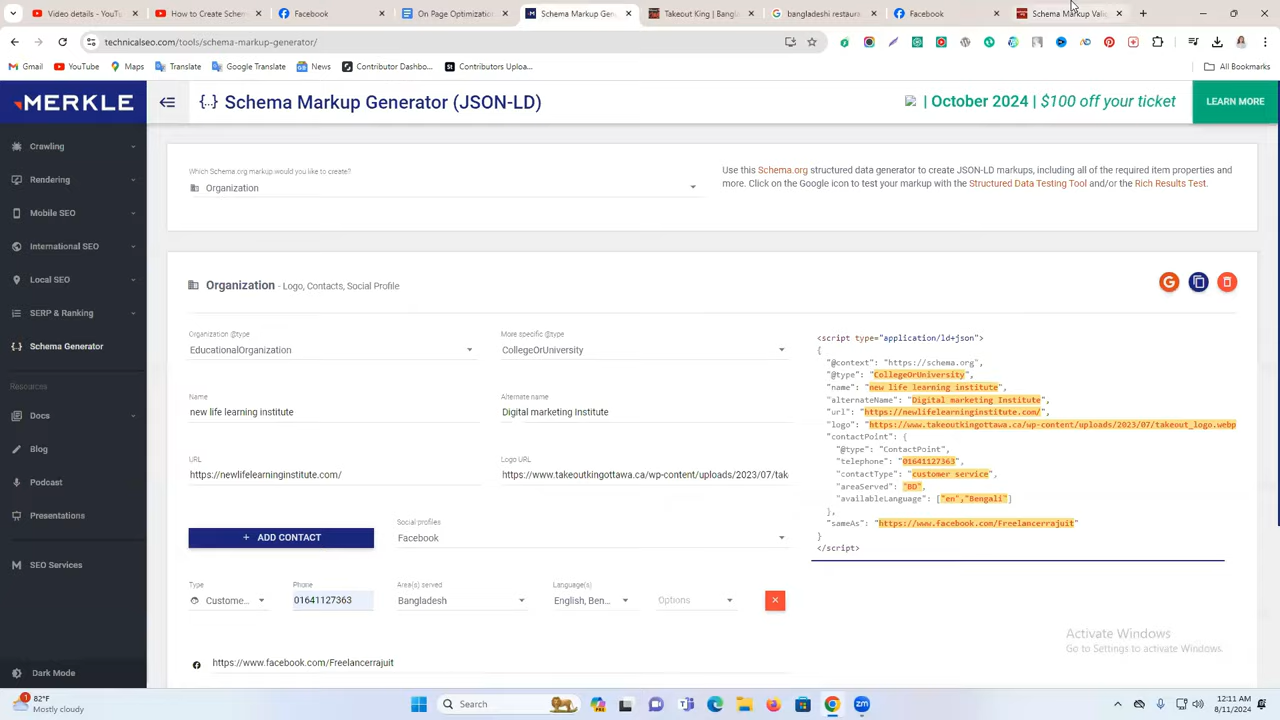 YouTube
YouTube
Facebook
On Page Optimization
Schema Markup Gene
Takeout King | Bang
bangladeshi restaura
Facebook
Schema Markup Valid
technicalseo.com/tools/schema-markup-generator/
Gmail
YouTube
Maps
Translate
Google Translate
News
Contributor Dashbo...
Contributors Uploa...
All Bookmarks
MERKLE
{...} Schema Markup Generator (JSON-LD)
| October 2024 | $100 off your ticket
LEARN MORE
Crawling
Rendering
Mobile SEO
International SEO
Local SEO
SERP & Ranking
Schema Generator
Resources
Docs
Blog
Podcast
Presentations
SEO Services
Dark Mode
Which Schema.org markup would you like to create?
Organization
Use this Schema.org structured data generator to create JSON-LD markups, including all of the required item properties and
more. Click on the Google icon to test your markup with the Structured Data Testing Tool and/or the Rich Results Test.
Organization - Logo, Contacts, Social Profile
Organization @type
EducationalOrganization
More specific @type
CollegeOrUniversity
Name
new life learning institute
Alternate name
Digital marketing Institute
URL
https://newlifelearninginstitute.com/
Logo URL
https://www.takeoutkingottawa.ca/wp-content/uploads/2023/07/tak
+ ADD CONTACT
Social profiles
Facebook
Type
Custome...
Phone
01641127363
Area(s) served
Bangladesh
Language(s)
English, Ben...
Options
https://www.facebook.com/Freelancerrajuit
<script type="application/ld+json">
{
"@context": "https://schema.org",
"@type": "CollegeOrUniversity",
"name": "new life learning institute",
"alternateName": "Digital marketing Institute",
"url": "https://newlifelearninginstitute.com/",
"logo": "https://www.takeoutkingottawa.ca/wp-content/uploads/2023/07/takeout_logo.webp
"contactPoint": {
"@type": "ContactPoint",
"telephone": "01641127363",
"contactType": "customer service",
"areaServed": "BD",
"availableLanguage": ["en","Bengali"]
},
"sameAs": "https://www.facebook.com/Freelancerrajuit"
}
</script>
Activate Windows
Go to Settings to activate Windows.
82°F
Mostly cloudy
Search
12:11 AM
8/11/2024